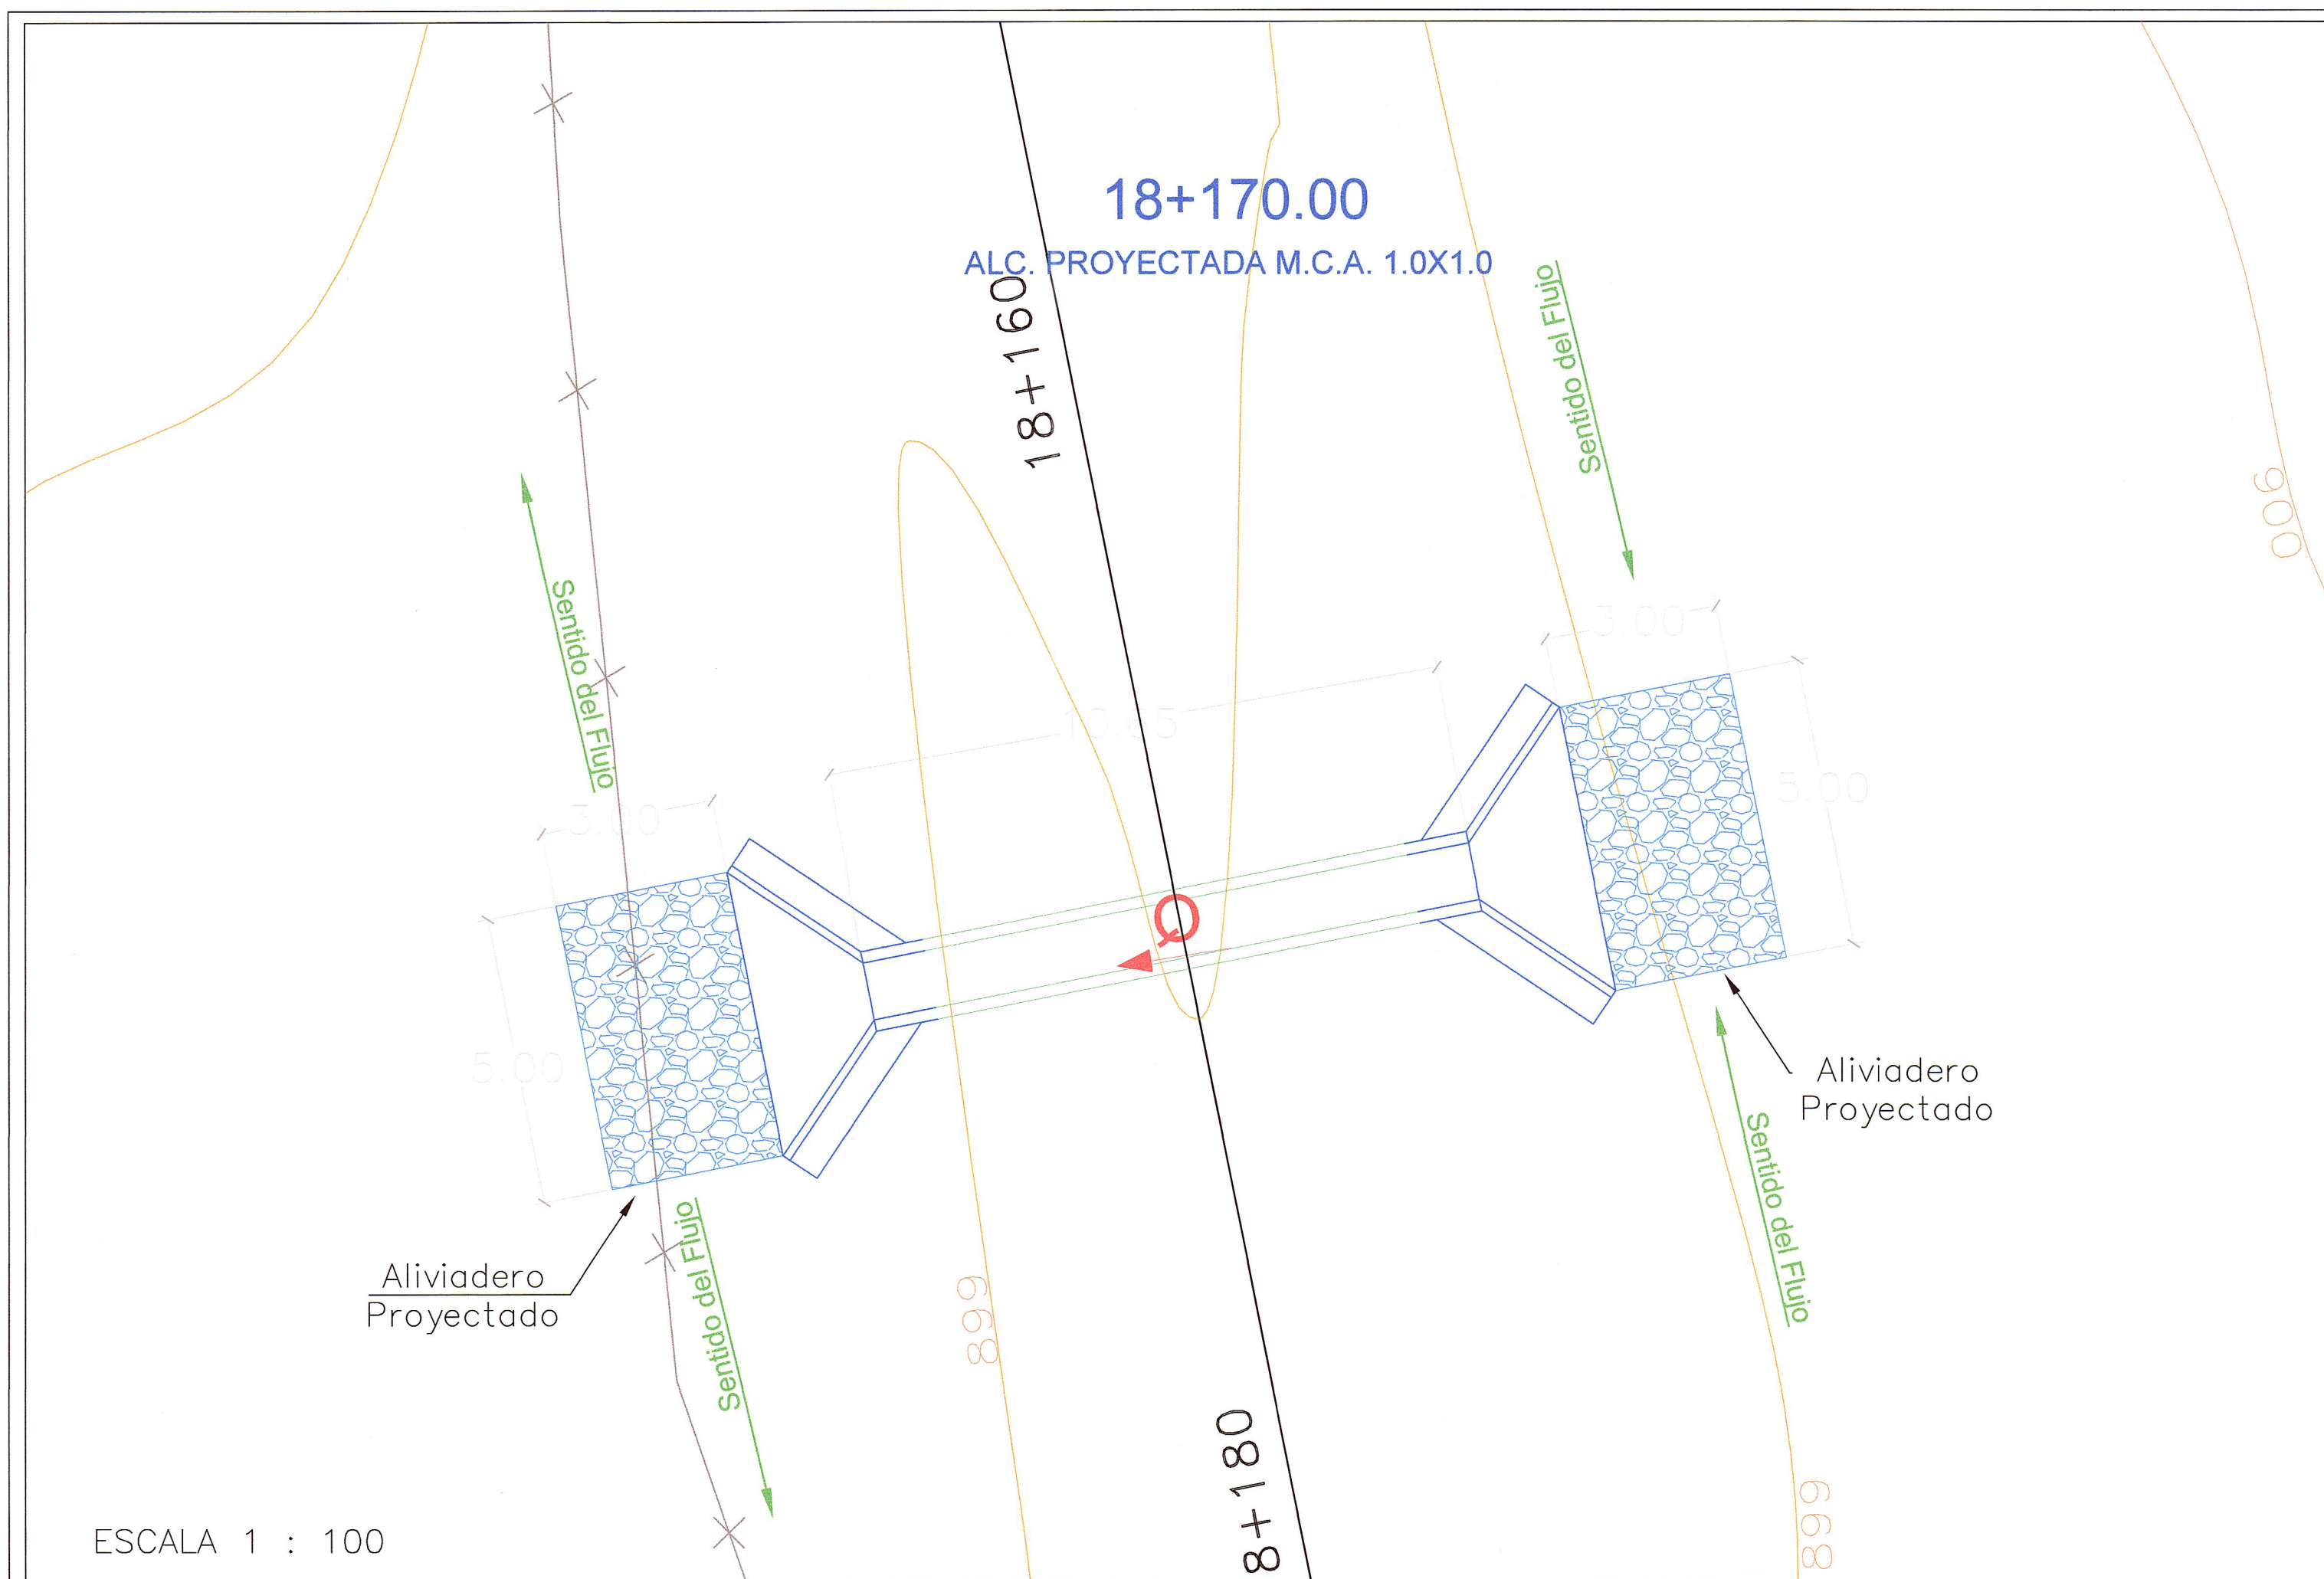 18+170.00
ALC. PROYECTADA M.C.A. 1.0X1.0
18+160
Sentido del Flujo
900
Sentido del Flujo
3.00
10.65
3.00
5.00
Q
5.00
Aliviadero
Proyectado
Sentido del Flujo
Aliviadero
Proyectado
Sentido del Flujo
899
8+180
899
ESCALA 1 : 100